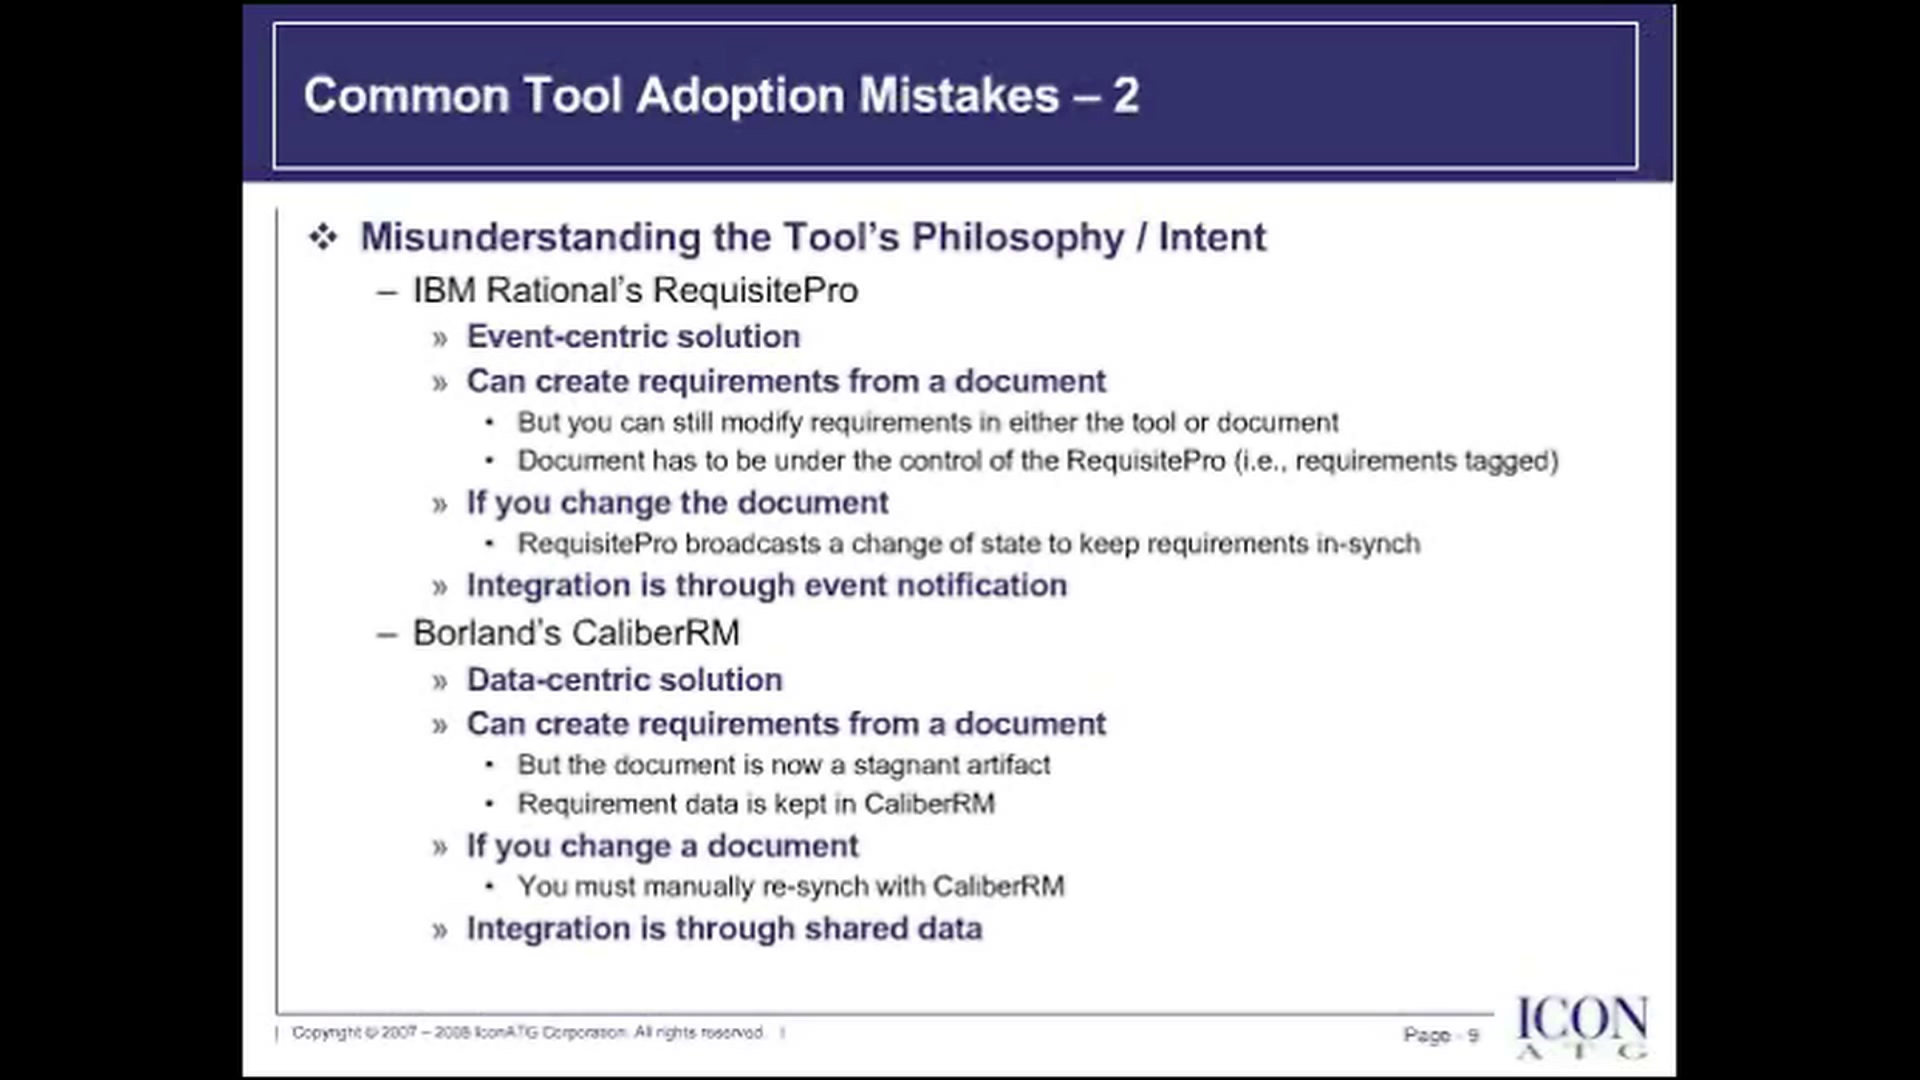 Common Tool Adoption Mistakes – 2
❖ Misunderstanding the Tool's Philosophy / Intent
– IBM Rational's RequisitePro
» Event-centric solution
» Can create requirements from a document
• But you can still modify requirements in either the tool or document
• Document has to be under the control of the RequisitePro (i.e., requirements tagged)
» If you change the document
• RequisitePro broadcasts a change of state to keep requirements in-synch
» Integration is through event notification
– Borland's CaliberRM
» Data-centric solution
» Can create requirements from a document
• But the document is now a stagnant artifact
• Requirement data is kept in CaliberRM
» If you change a document
• You must manually re-synch with CaliberRM
» Integration is through shared data
| Copyright © 2007 – 2008 IconATG Corporation. All rights reserved. |
Page - 9
ICON
ATG